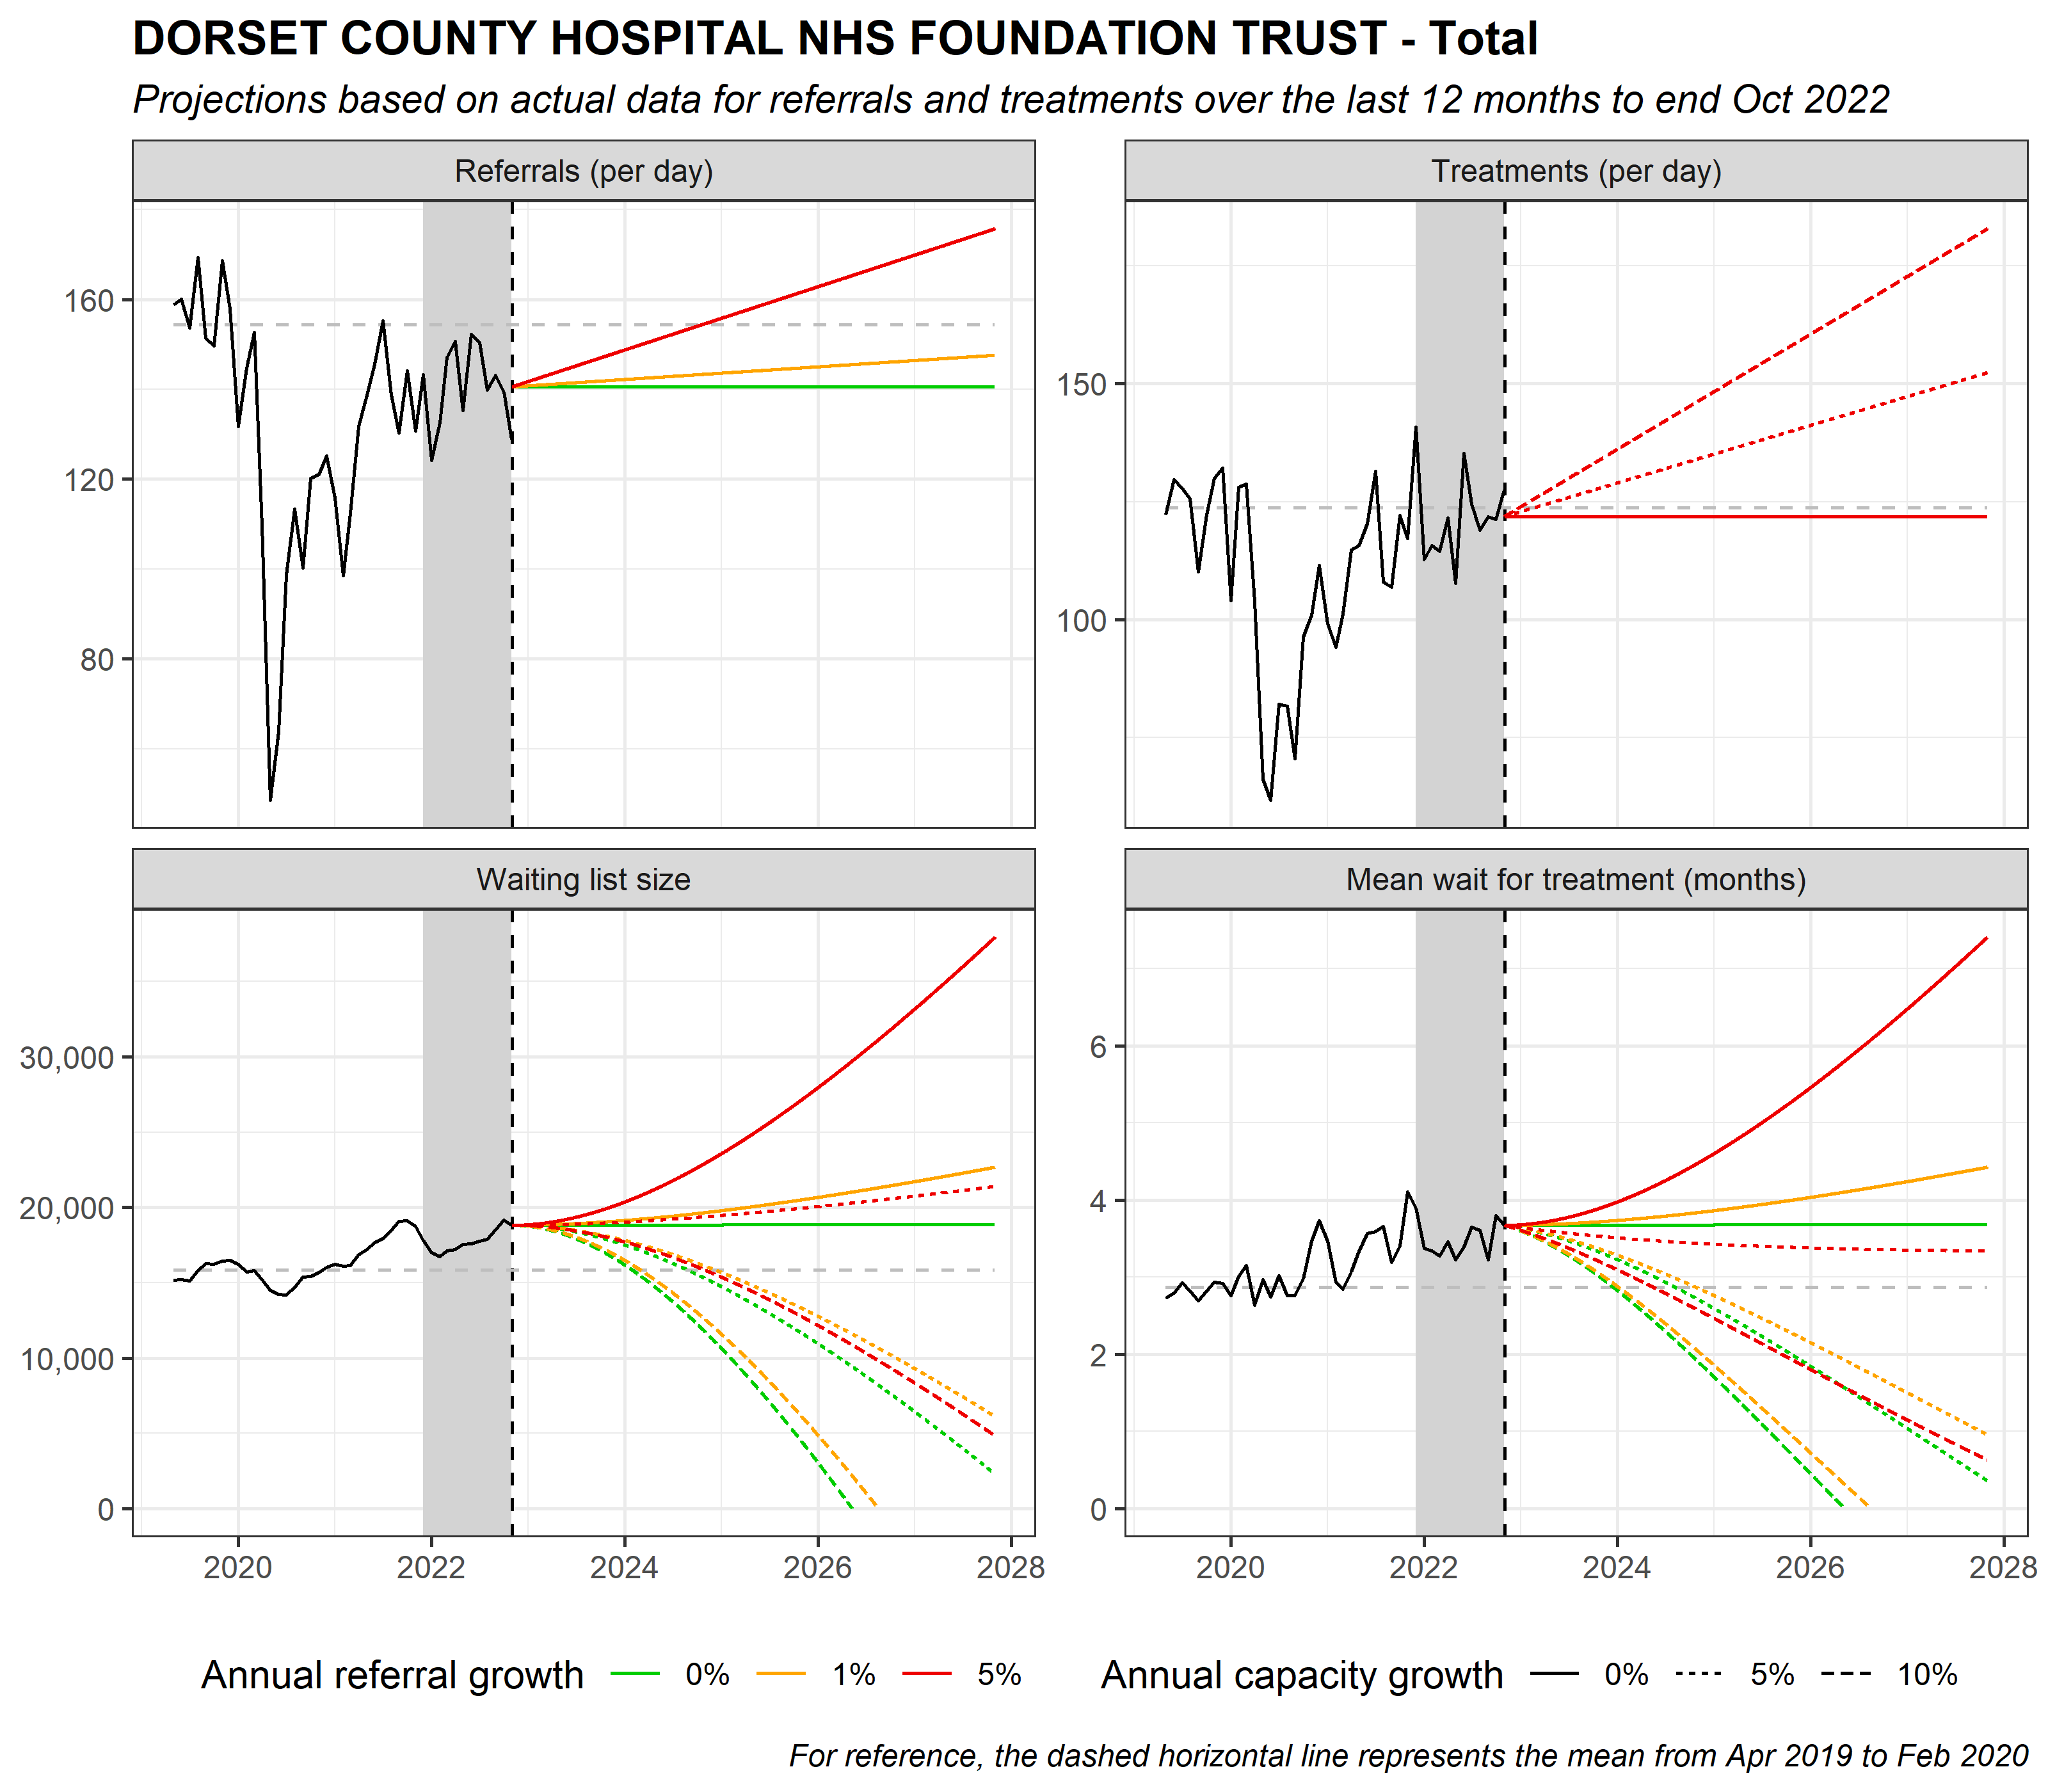 DORSET COUNTY HOSPITAL NHS FOUNDATION TRUST - Total
Projections based on actual data for referrals and treatments over the last 12 months to end Oct 2022
Referrals (per day)
160
120
80
Treatments (per day)
150
100
Waiting list size
30,000
20,000
10,000
0
2020 2022 2024 2026 2028
Mean wait for treatment (months)
6
4
2
0
2020 2022 2024 2026 2028
Annual referral growth 0% 1% 5%
Annual capacity growth 0% 5% 10%
For reference, the dashed horizontal line represents the mean from Apr 2019 to Feb 2020